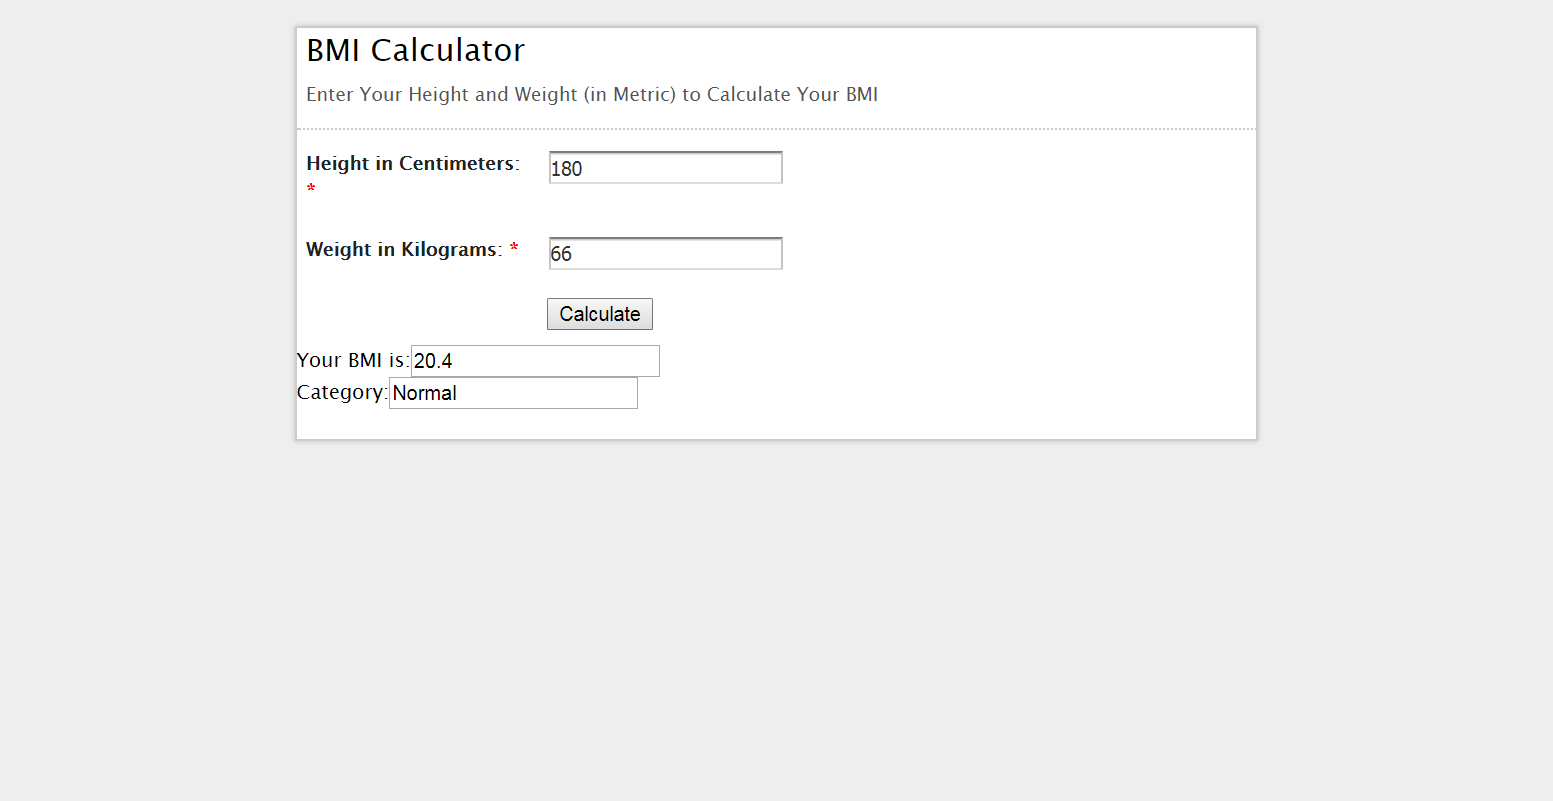 BMI Calculator
Enter Your Height and Weight (in Metric) to Calculate Your BMI
Height in Centimeters: 180
*
Weight in Kilograms: * 66
Calculate
Your BMI is: 20.4
Category: Normal